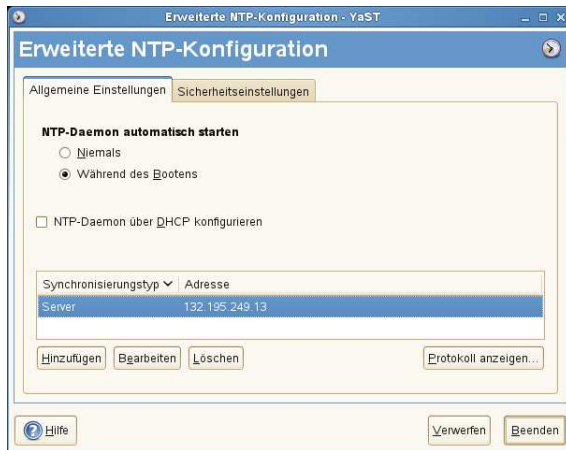 Erweiterte NTP-Konfiguration - YaST
Erweiterte NTP-Konfiguration
Allgemeine Einstellungen Sicherheitseinstellungen
NTP-Daemon automatisch starten
Niemals
Während des Bootens
NTP-Daemon über DHCP konfigurieren
Synchronisierungstyp Adresse
Server 132.195.249.13
Hinzufügen Bearbeiten Löschen Protokoll anzeigen...
Hilfe Verwerfen Beenden